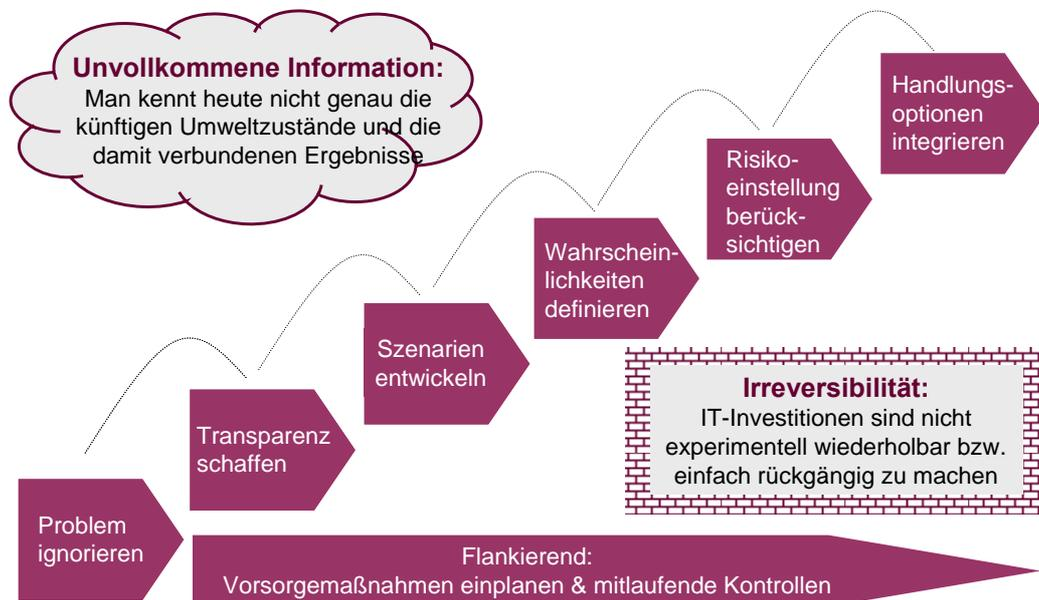 Unvollkommene Information:
Man kennt heute nicht genau die
künftigen Umweltzustände und die
damit verbundenen Ergebnisse
Handlungs-
optionen
integrieren
Risiko-
einstellung
berück-
sichtigen
Wahrschein-
lichkeiten
definieren
Szenarien
entwickeln
Transparenz
schaffen
Problem
ignorieren
Irreversibilität:
IT-Investitionen sind nicht
experimentell wiederholbar bzw.
einfach rückgängig zu machen
Flankierend:
Vorsorgemaßnahmen einplanen & mitlaufende Kontrollen